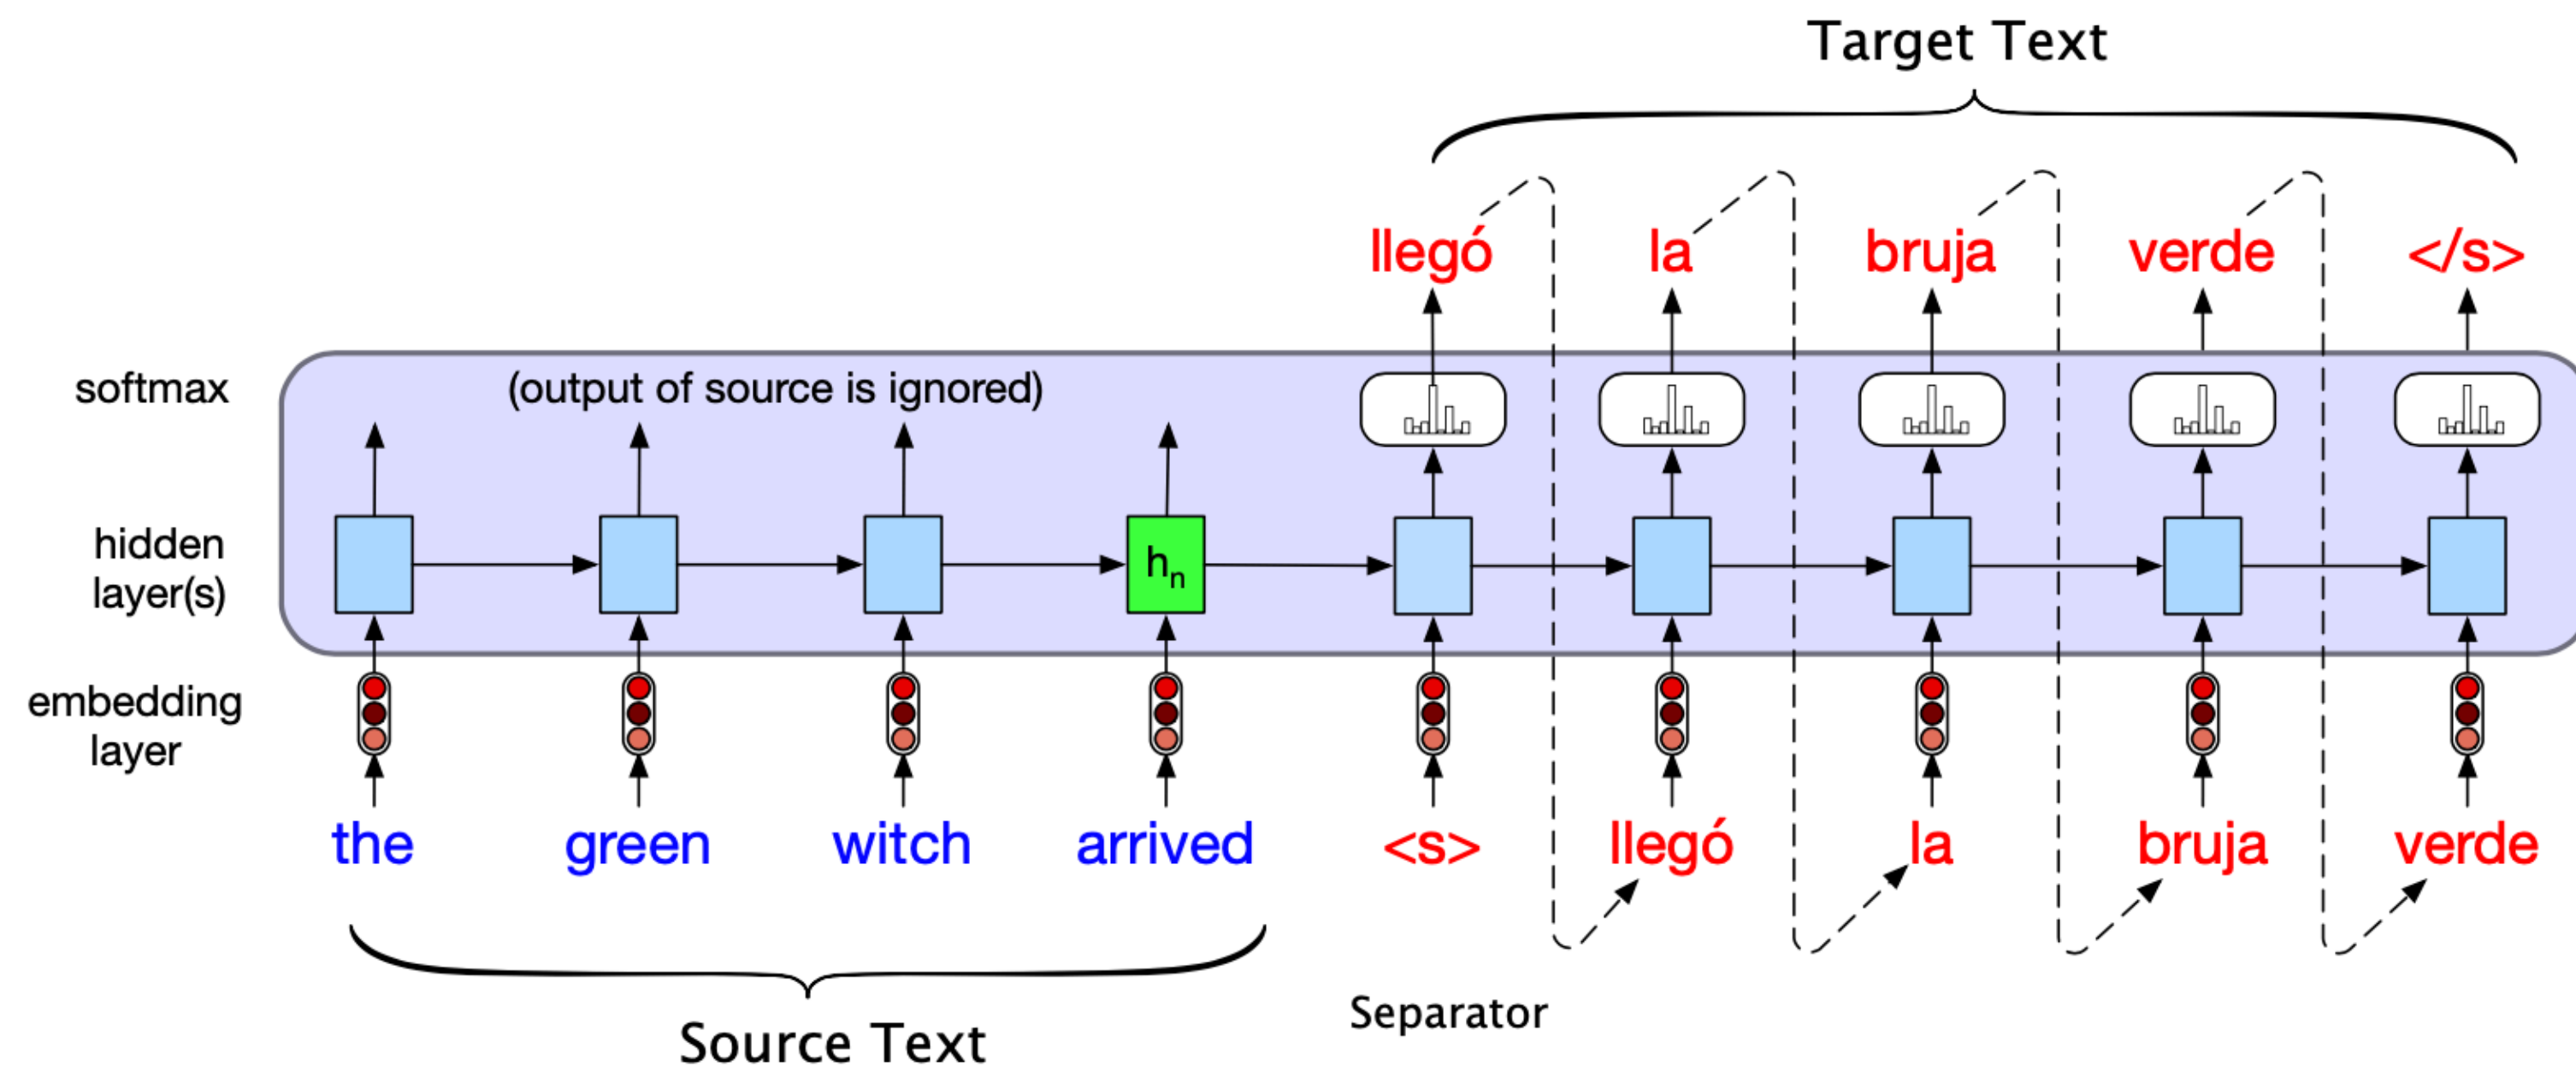 Target Text
llegó la bruja verde </s>
softmax (output of source is ignored)
hidden
layer(s)
hn
embedding
layer
the green witch arrived <s> llegó la bruja verde
Separator
Source Text